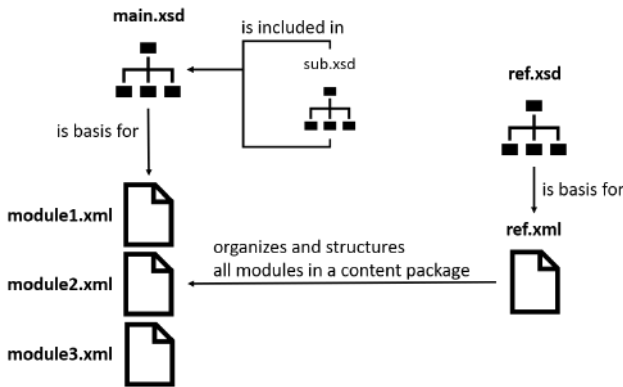 main.xsd
is included in
sub.xsd
ref.xsd
is basis for
is basis for
module1.xml
ref.xml
organizes and structures
all modules in a content package
module2.xml
module3.xml